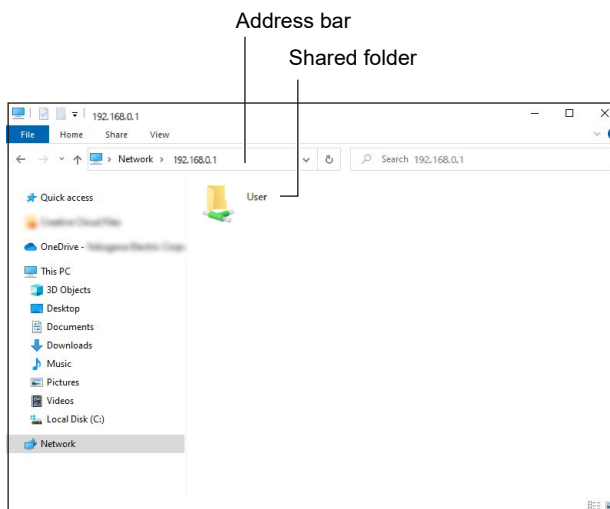 Address bar
Shared folder
192.168.0.1
File Home Share View
Network 192.168.0.1 Search 192.168.0.1
Quick access
User
OneDrive -
This PC
3D Objects
Desktop
Documents
Downloads
Music
Pictures
Videos
Local Disk (C:)
Network